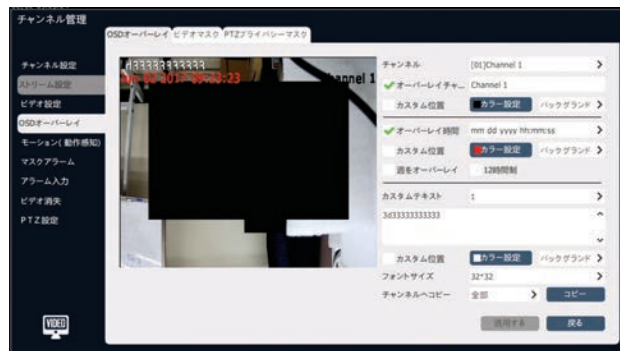 チャンネル管理
OSDオーバーレイ ビデオマスク PTZプライバシーマスク
チャンネル設定
ストリーム設定
ビデオ設定
OSDオーバーレイ
モーション(動作感知)
マスクアラーム
アラーム入力
ビデオ消失
PTZ設定
VIDEO
2017
:23
annel 1
チャンネル [01]Channel 1
オーバーレイチャ... Channel 1
カスタム位置 カラー設定 バックグランド
オーバーレイ時間 mm dd yyyy hh:mm:ss
カスタム位置 カラー設定 バックグランド
週をオーバーレイ 12時間制
カスタムテキスト 1
3d33333333333
カスタム位置 カラー設定 バックグランド
フォントサイズ 32*32
チャンネルへコピー 全部 コピー
適用する 戻る